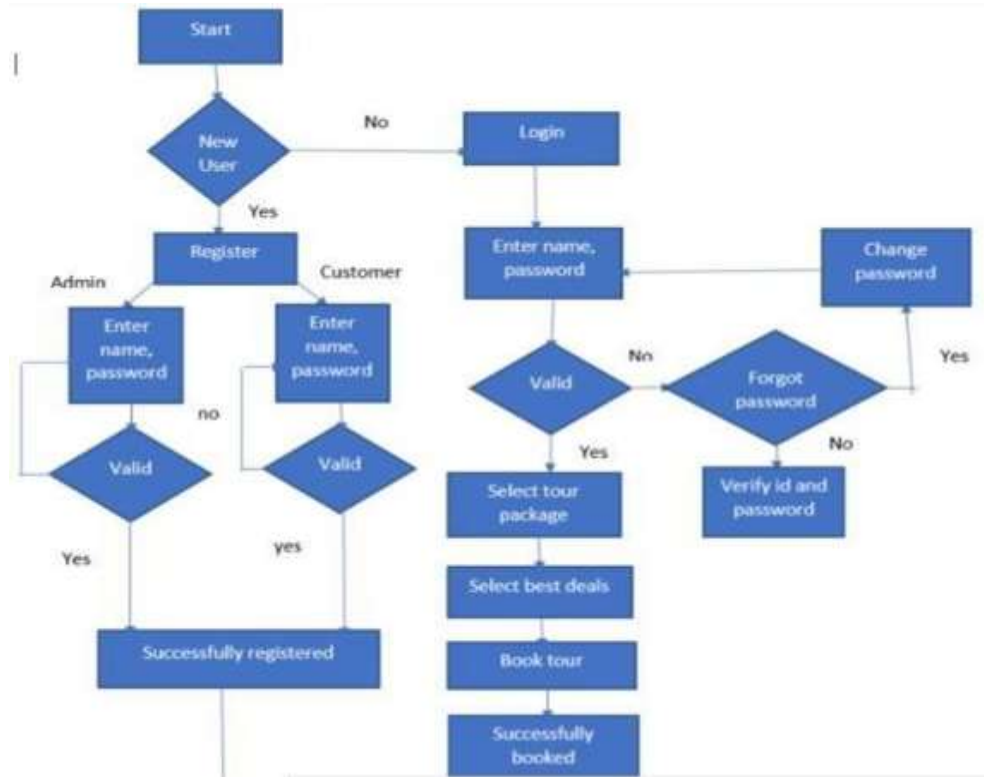 Start
New
User
No
Login
Yes
Register
Enter name,
password
Change
password
Admin
Customer
Enter
name,
password
Enter
name,
password
Valid
No
Forgot
password
Yes
no
Valid
Valid
Yes
No
Select tour
package
Verify id and
password
Yes
yes
Select best deals
Successfully registered
Book tour
Successfully
booked